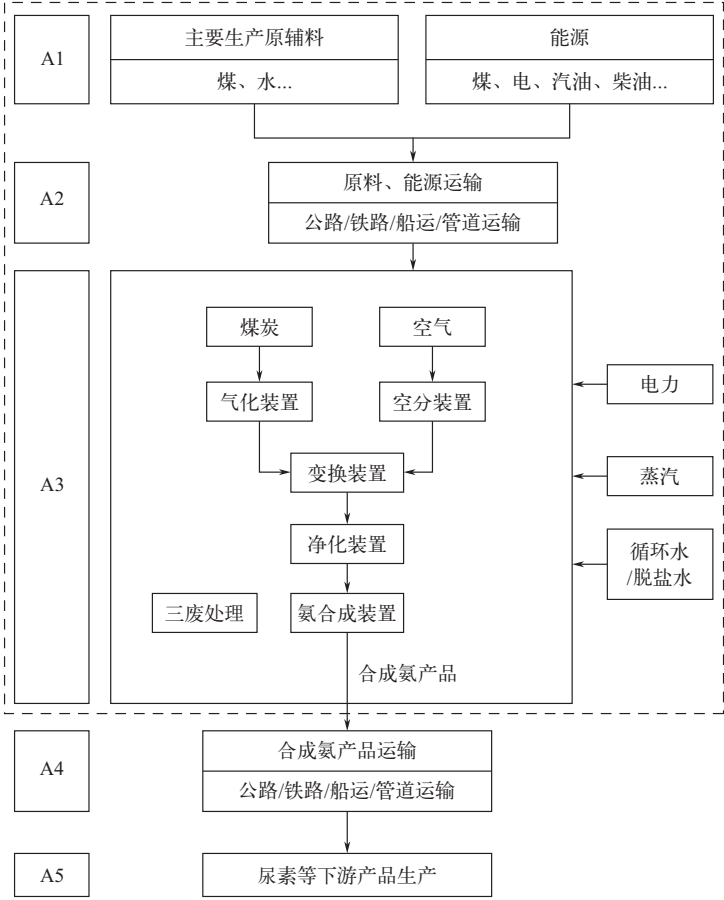 A1
主要生产原辅料
煤、水...
能源
煤、电、汽油、柴油...
A2
原料、能源运输
公路/铁路/船运/管道运输
A3
煤炭
空气
气化装置
空分装置
变换装置
净化装置
三废处理
氨合成装置
合成氨产品
电力
蒸汽
循环水
/脱盐水
A4
合成氨产品运输
公路/铁路/船运/管道运输
A5
尿素等下游产品生产